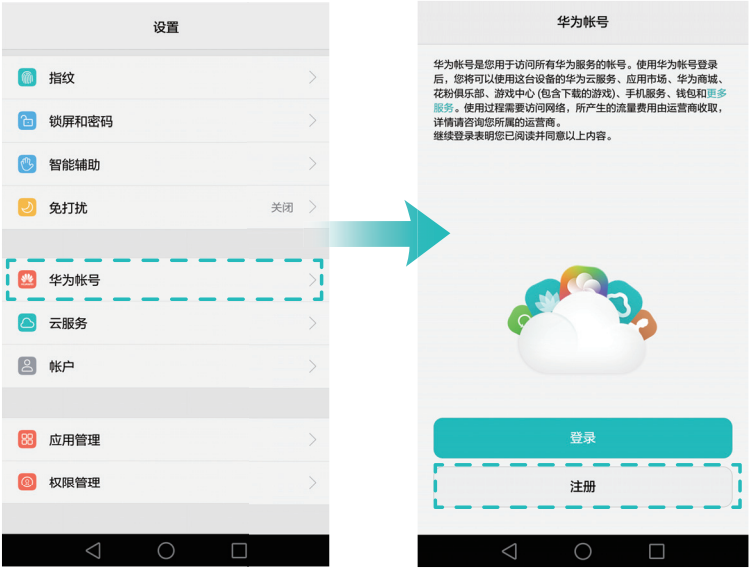 设置
指纹
锁屏和密码
智能辅助
免打扰
关闭
华为帐号
云服务
帐户
应用管理
权限管理
华为帐号
华为帐号是您用于访问所有华为服务的帐号。使用华为帐号登录
后，您将可以使用这台设备的华为云服务、应用市场、华为商城、
花粉俱乐部、游戏中心 (包含下载的游戏)、手机服务、钱包和更多
服务。使用过程需要访问网络，所产生的流量费用由运营商收取，
详情请咨询您所属的运营商。
继续登录表明您已阅读并同意以上内容。
登录
注册